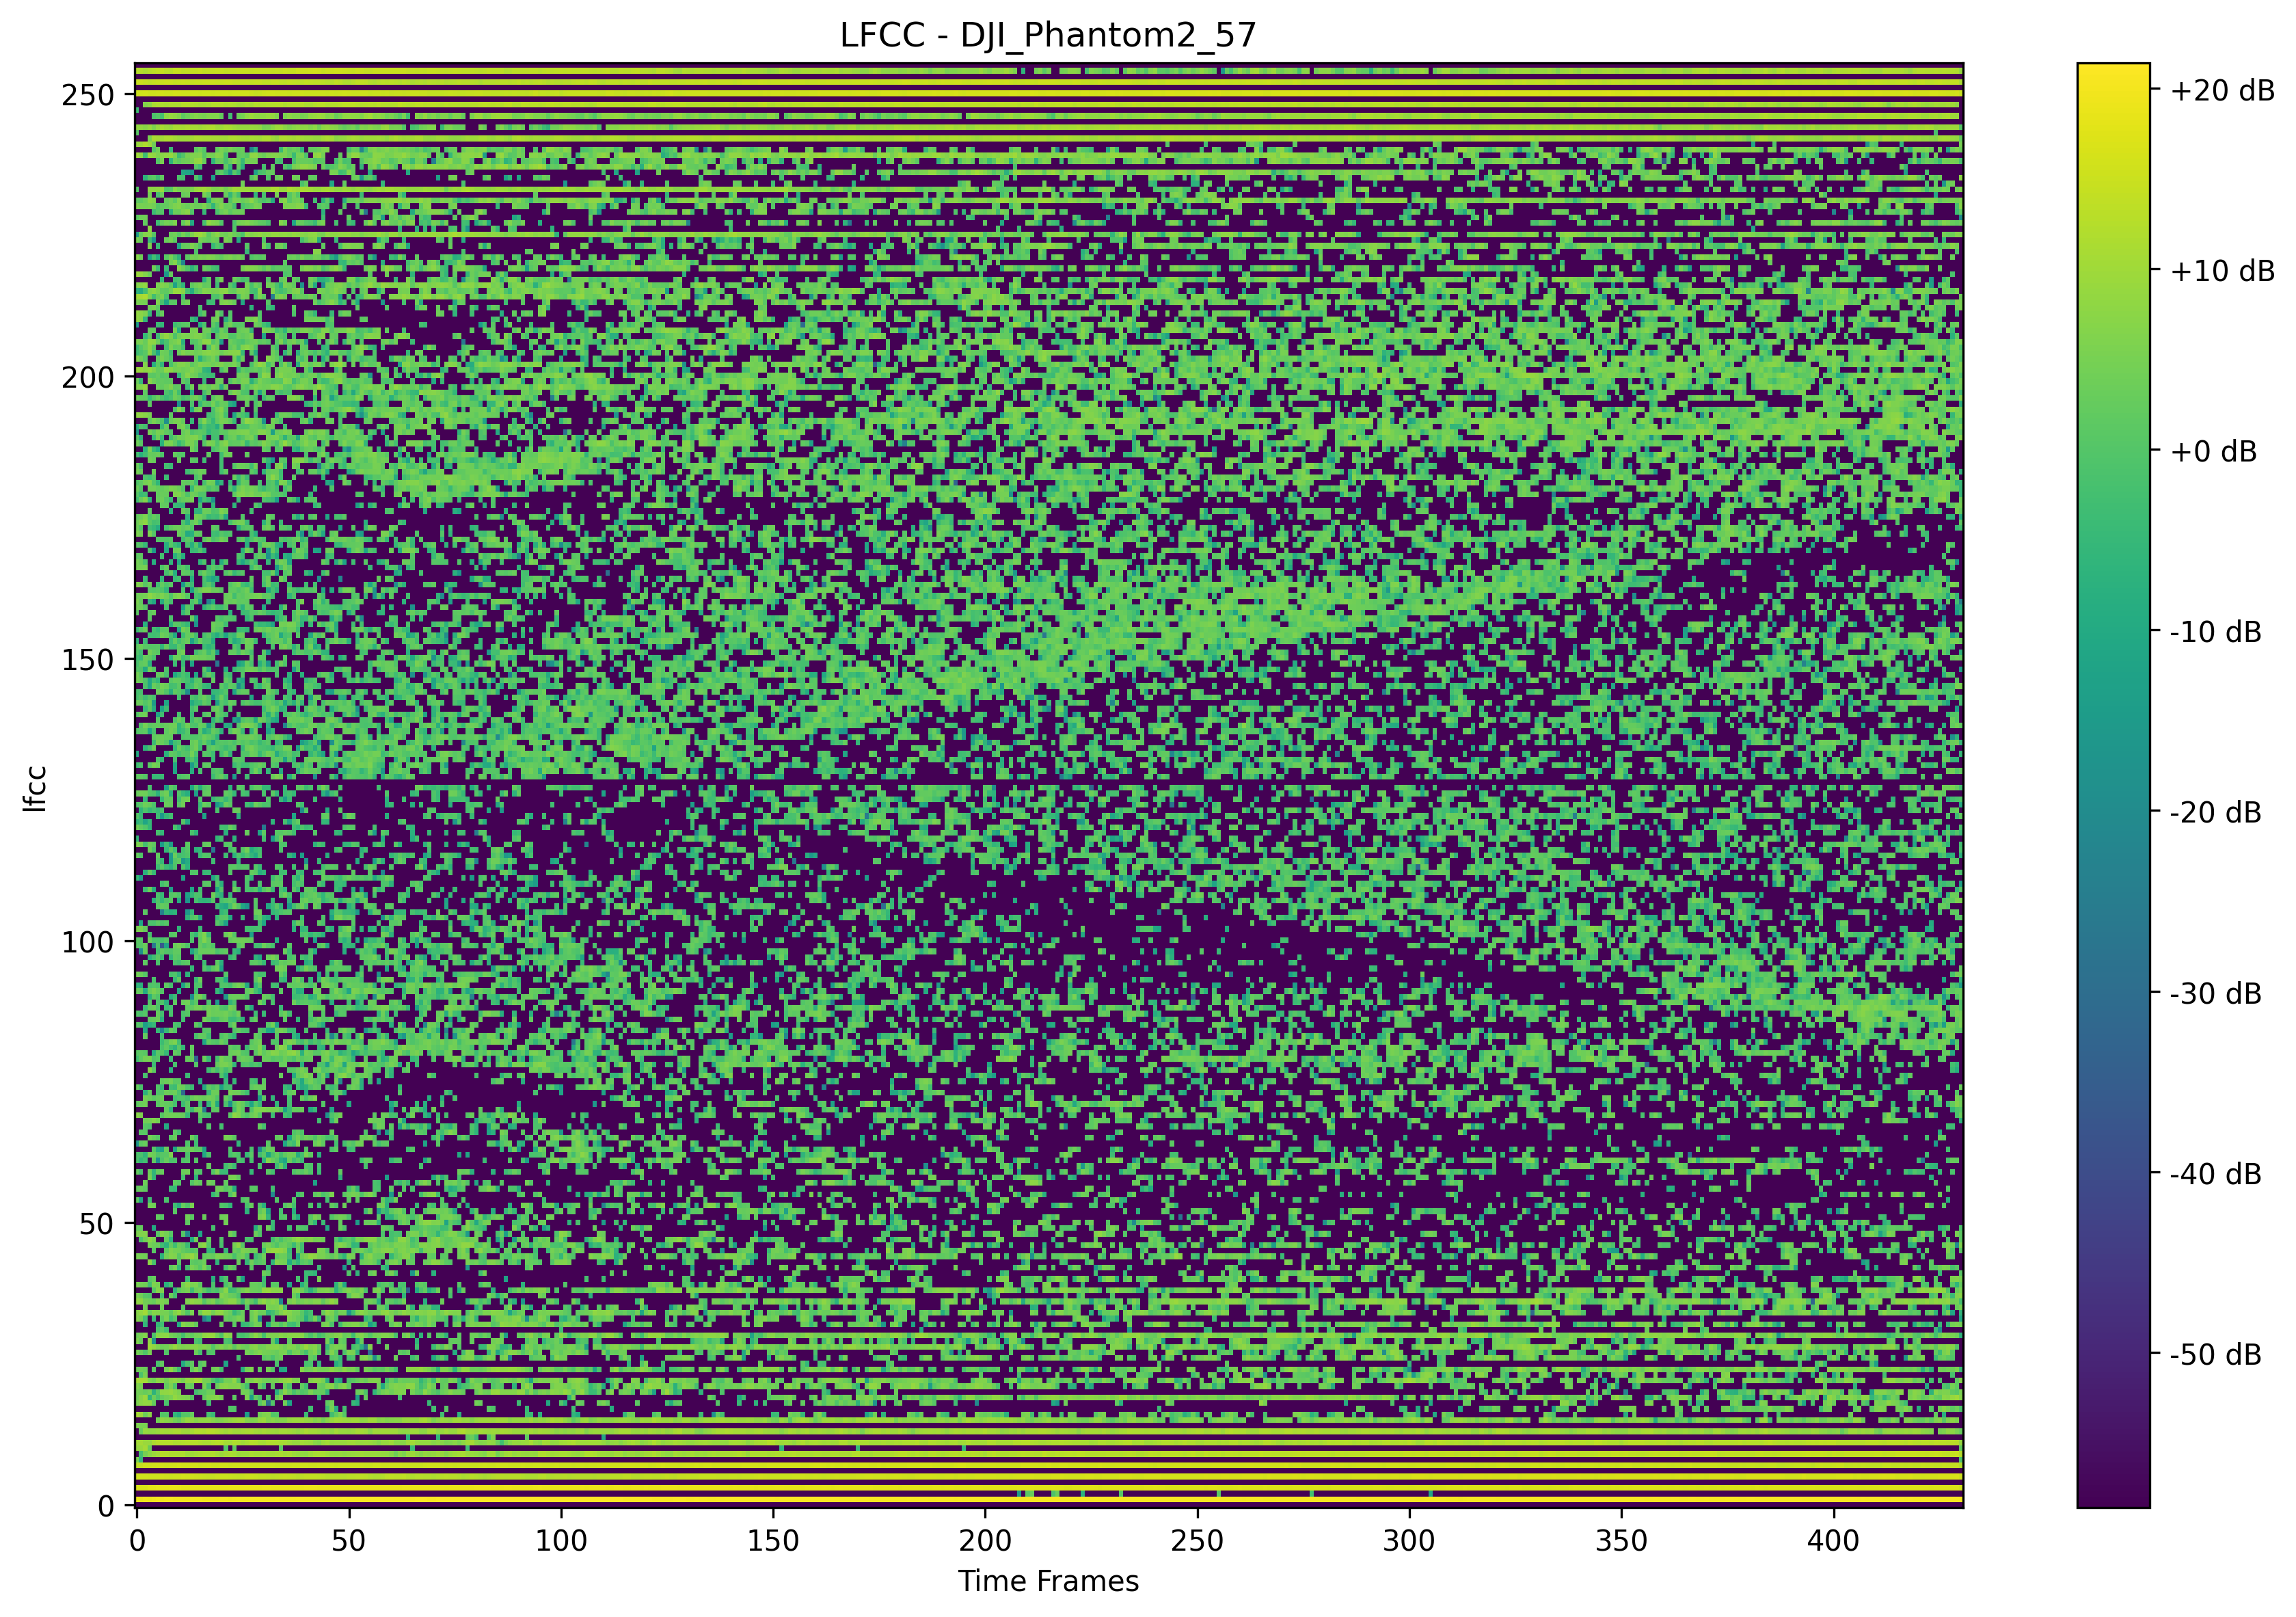 LFCC - DJI_Phantom2_57
250
200
150
100
50
0
lfcc
0 50 100 150 200 250 300 350 400
Time Frames
+20 dB
+10 dB
+0 dB
-10 dB
-20 dB
-30 dB
-40 dB
-50 dB